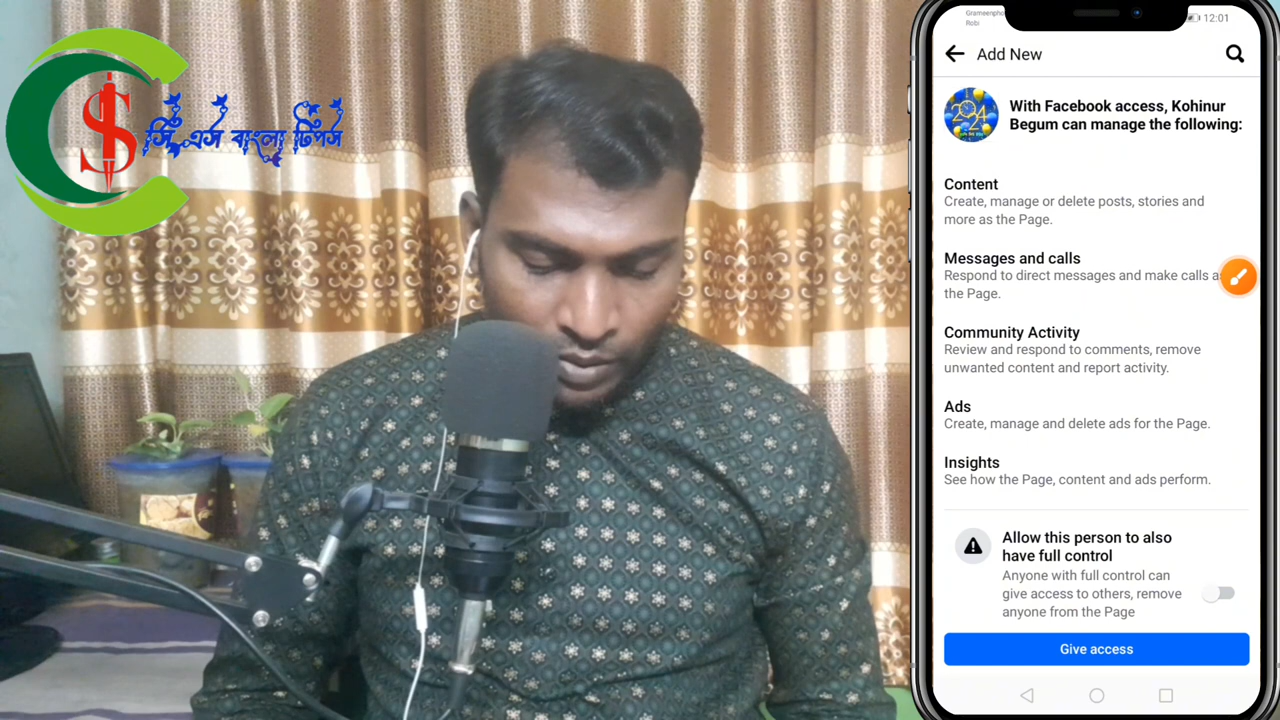 $
সি এস বাংলা টিপস
Grameenpho
Robi
12:01
Add New
2024
With Facebook access, Kohinur
Begum can manage the following:
Content
Create, manage or delete posts, stories and
more as the Page.
Messages and calls
Respond to direct messages and make calls a
the Page.
Community Activity
Review and respond to comments, remove
unwanted content and report activity.
Ads
Create, manage and delete ads for the Page.
Insights
See how the Page, content and ads perform.
Allow this person to also
have full control
Anyone with full control can
give access to others, remove
anyone from the Page
Give access